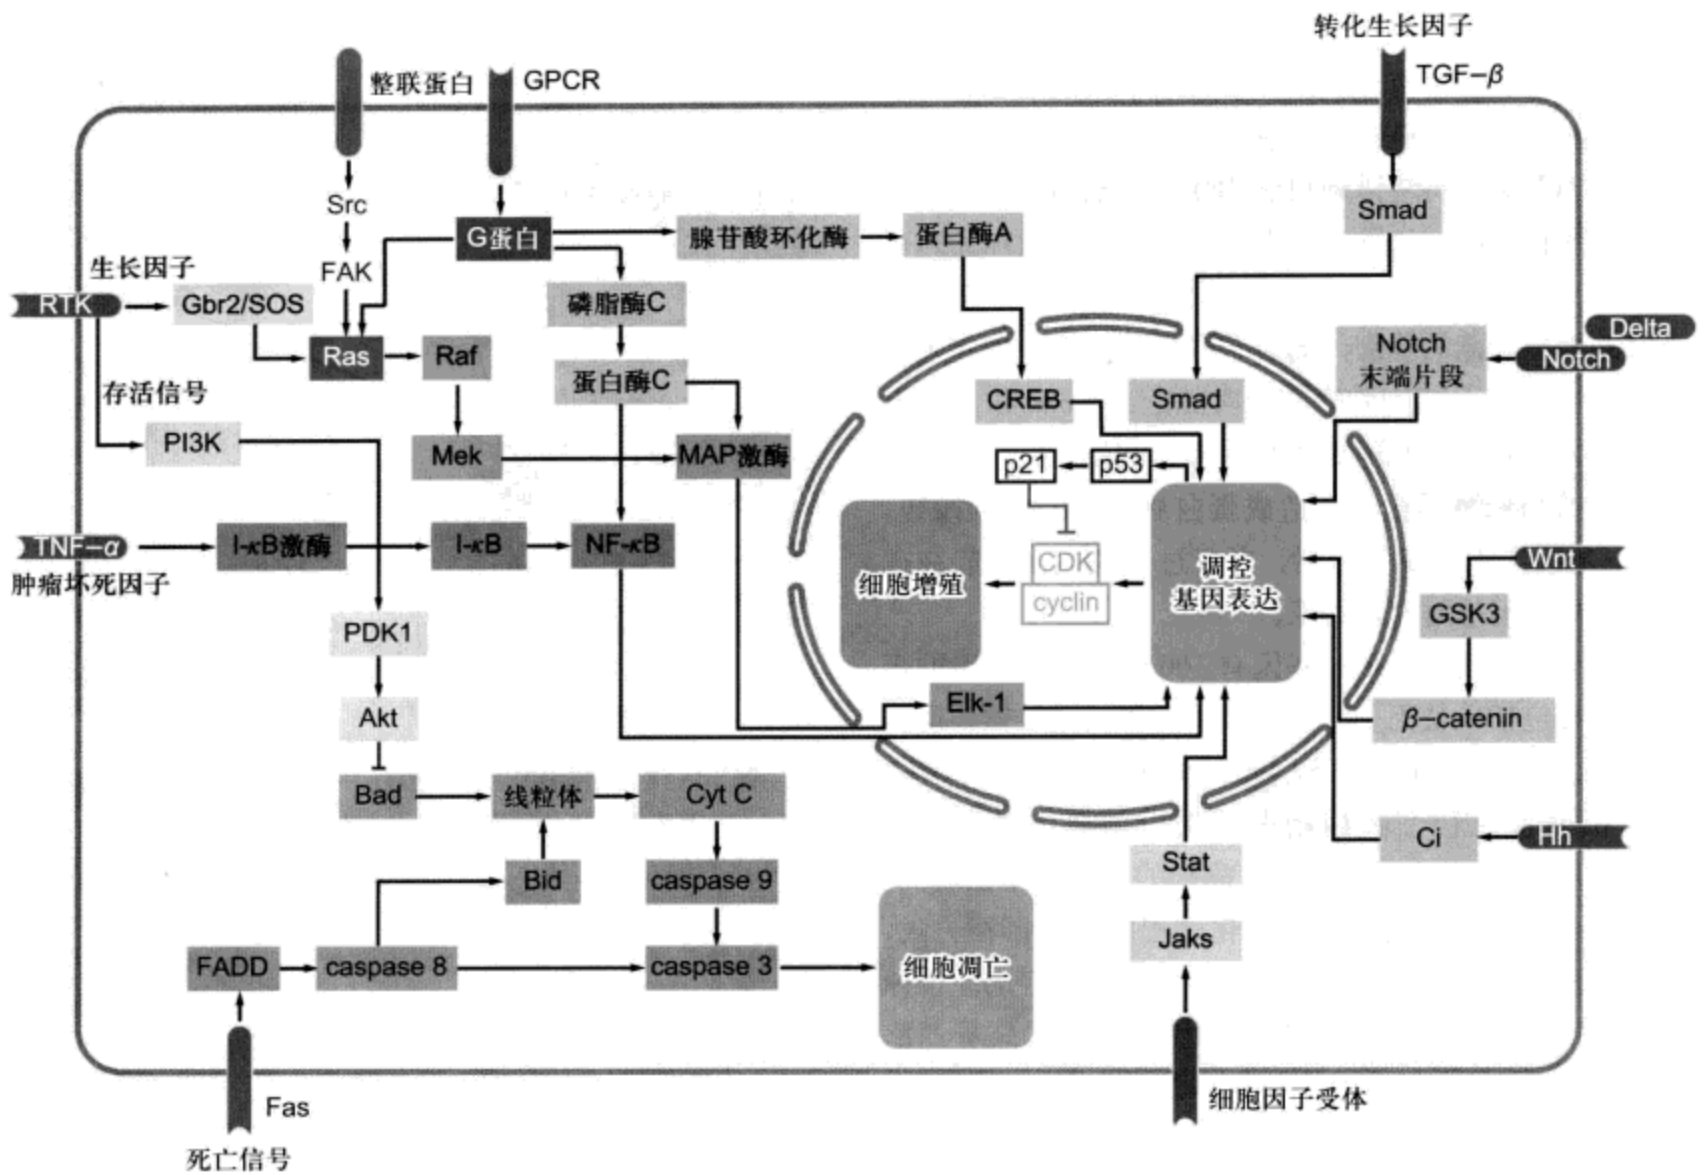 转化生长因子
TGF–β
整联蛋白
GPCR
Src
FAK
G蛋白
腺苷酸环化酶
蛋白酶A
Smad
生长因子
RTK
Gbr2/SOS
磷脂酶C
Ras
Raf
蛋白酶C
存活信号
PI3K
Mek
MAP激酶
CREB
Smad
Notch
末端片段
Delta
Notch
p21
p53
TNF–α
肿瘤坏死因子
I-κB激酶
I-κB
NF-κB
细胞增殖
CDK
cyclin
调控
基因表达
Wnt
GSK3
β–catenin
PDK1
Akt
Elk-1
Bad
线粒体
Cyt C
Bid
caspase 9
Stat
Ci
Hh
FADD
caspase 8
caspase 3
细胞凋亡
Jaks
Fas
死亡信号
细胞因子受体